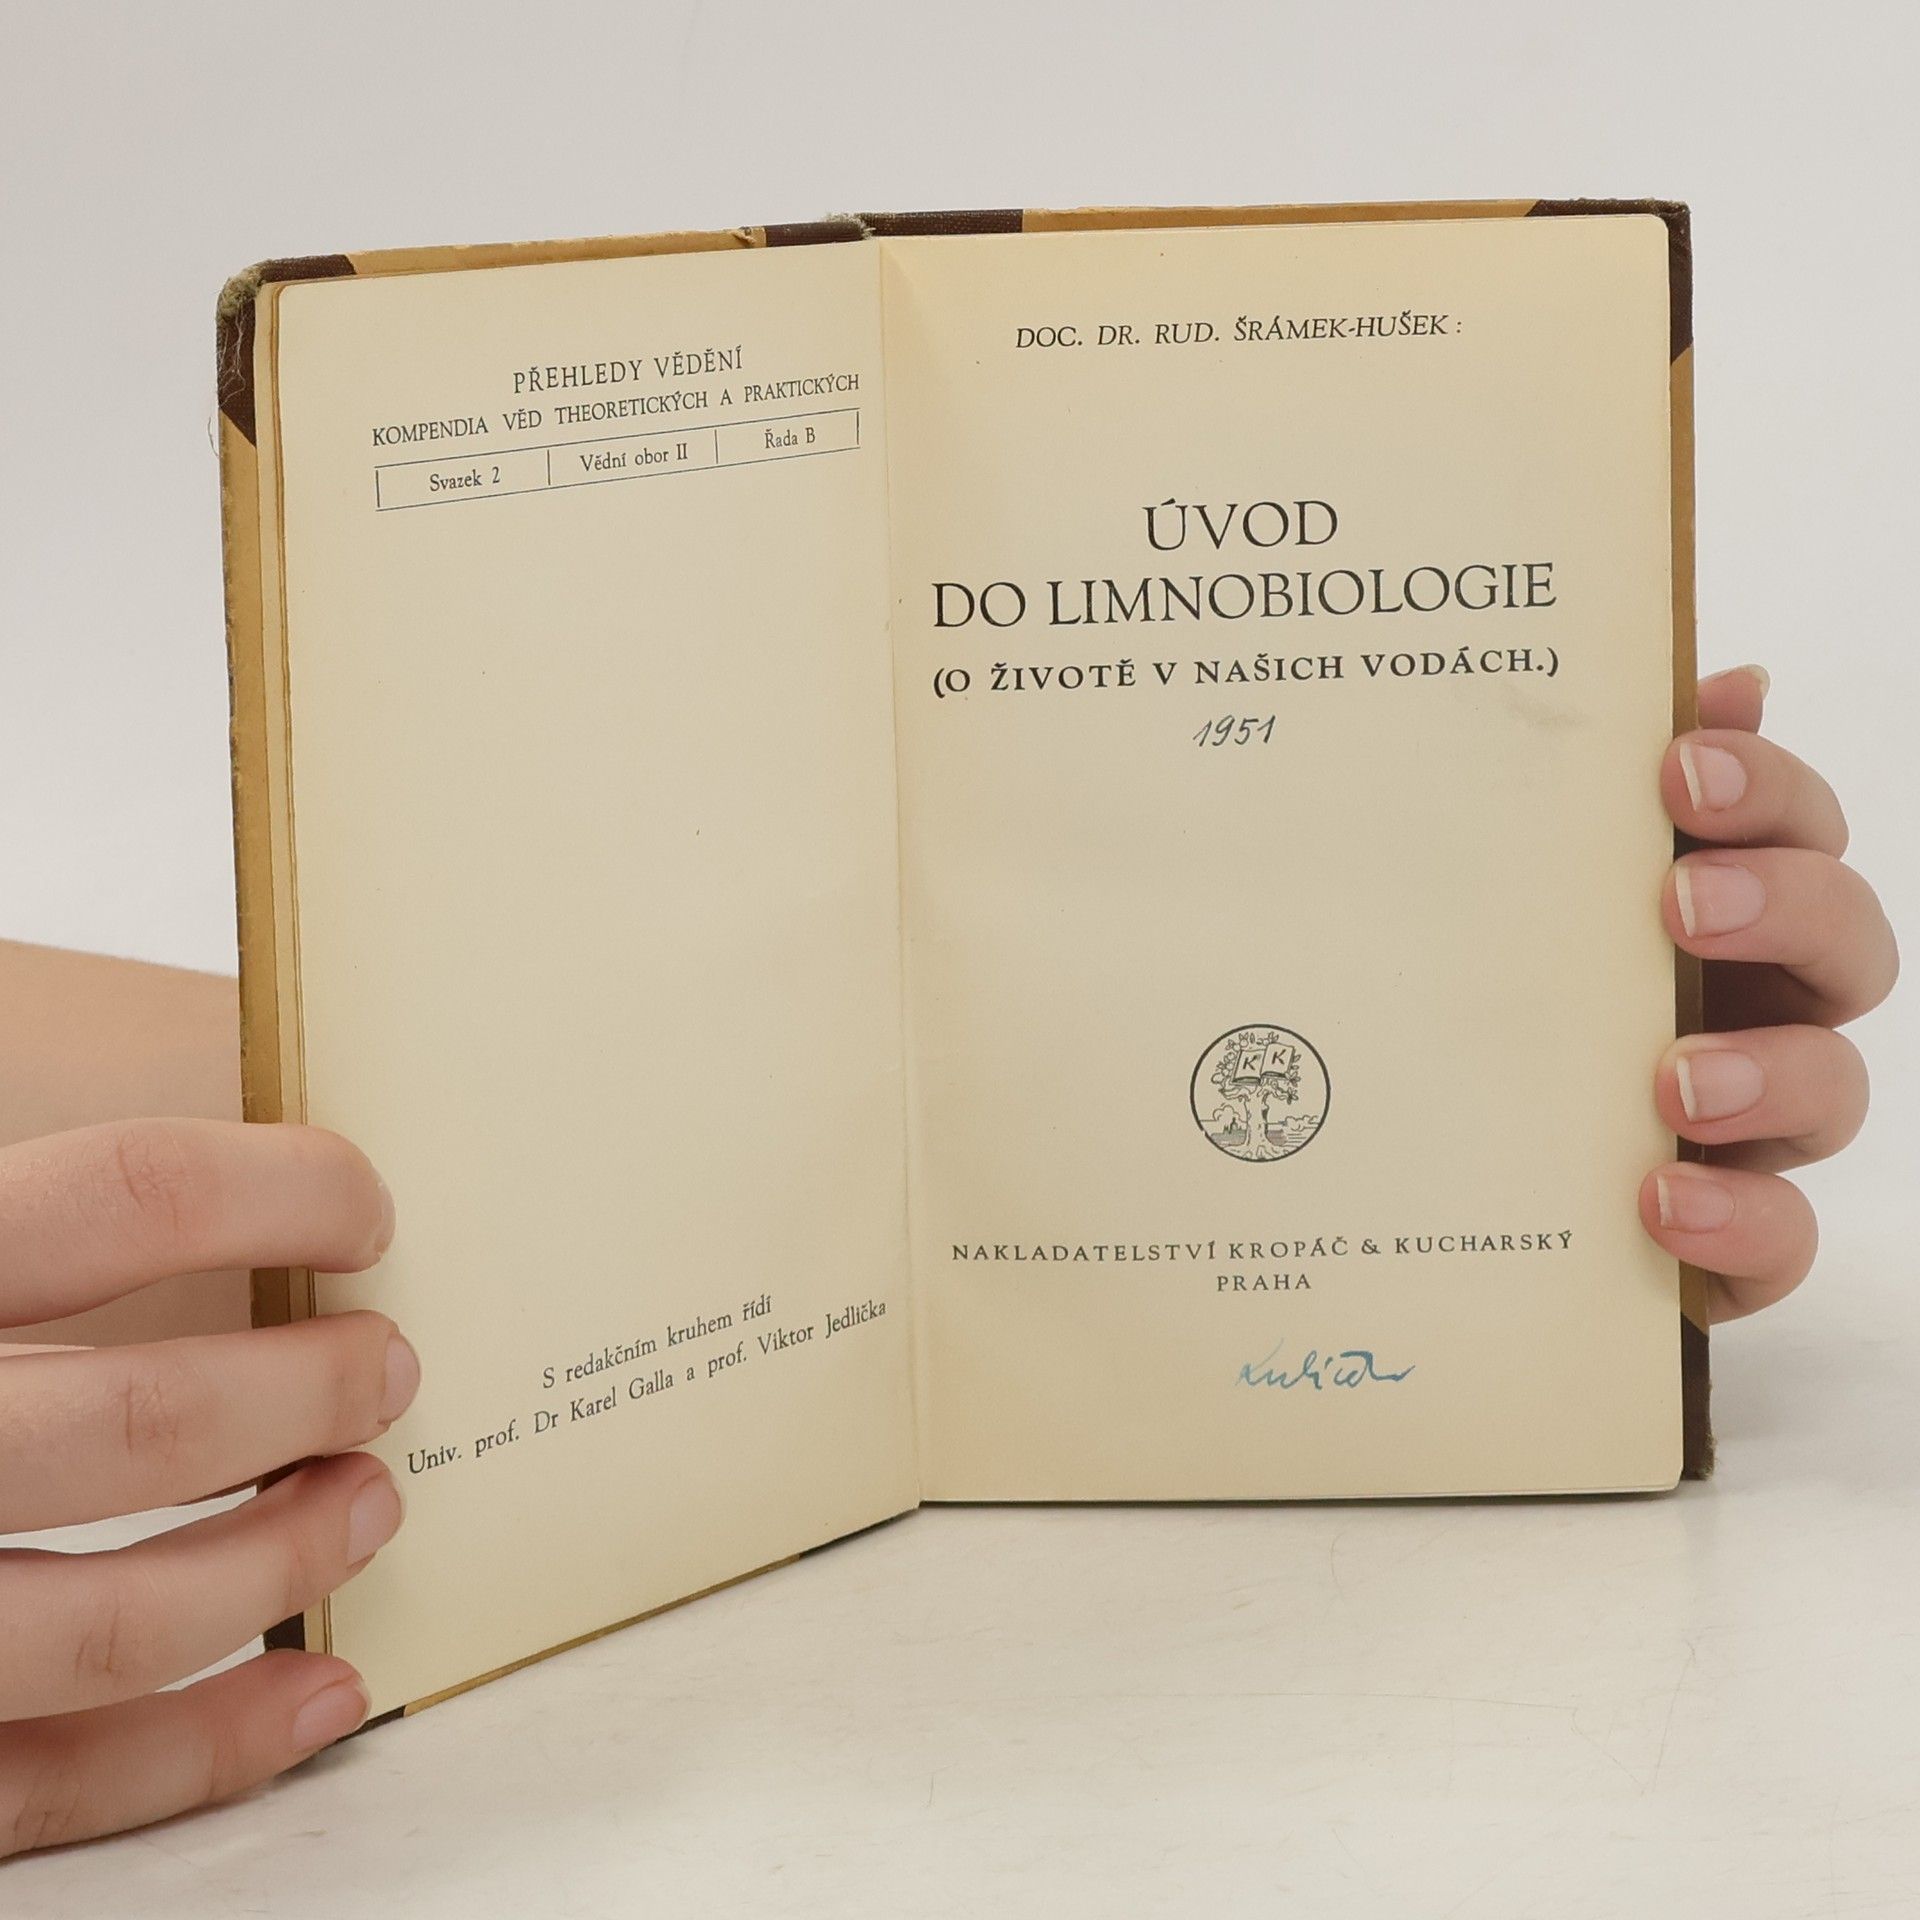 PŘEHLEDY VĚDĚNÍ
KOMPENDIA VĚD THEORETICKÝCH A PRAKTICKÝCH
Svazek 2 Vědní obor II Řada B
S redakčním kruhem řídí
Univ. prof. Dr Karel Galla a prof. Viktor Jedlička
DOC. DR. RUD. ŠRÁMEK-HUŠEK:
ÚVOD
DO LIMNOBIOLOGIE
(O ŽIVOTĚ V NAŠICH VODÁCH.)
1951
K K
NAKLADATELSTVÍ KROPÁČ & KUCHARSKÝ
PRAHA